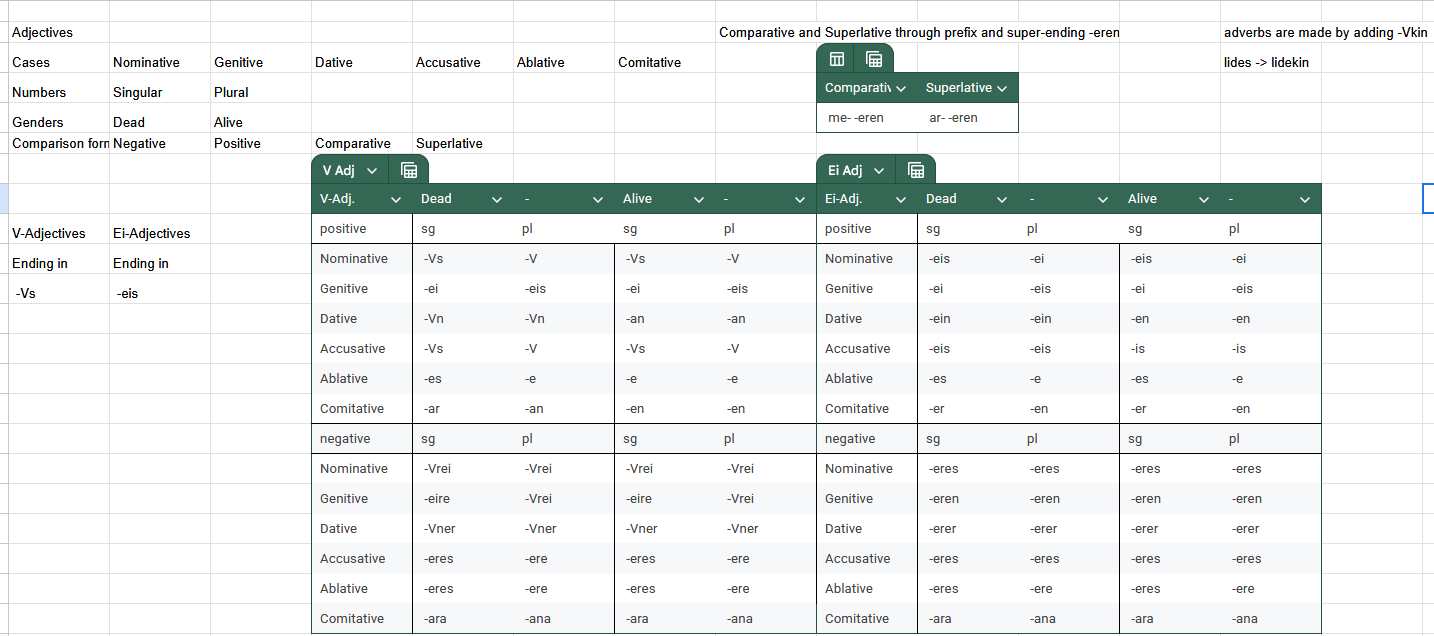 Adjectives Comparative and Superlative through prefix and super-ending -eren adverbs are made by adding -Vkin
Cases Nominative Genitive Dative Accusative Ablative Comitative lides -> lidekin
Numbers Singular Plural Comparativ Superlative
Genders Dead Alive me- -eren ar- -eren
Comparison forn Negative Positive Comparative Superlative
V Adj Ei Adj
V-Adj. Dead - Alive - Ei-Adj. Dead - Alive -
V-Adjectives Ei-Adjectives positive sg pl sg pl positive sg pl sg pl
Ending in Ending in Nominative -Vs -V -Vs -V Nominative -eis -ei -eis -ei
-Vs -eis Genitive -ei -eis -ei -eis Genitive -ei -eis -ei -eis
Dative -Vn -Vn -an -an Dative -ein -ein -en -en
Accusative -Vs -V -Vs -V Accusative -eis -eis -is -is
Ablative -es -e -e -e Ablative -es -e -es -e
Comitative -ar -an -en -en Comitative -er -en -er -en
negative sg pl sg pl negative sg pl sg pl
Nominative -Vrei -Vrei -Vrei -Vrei Nominative -eres -eres -eres -eres
Genitive -eire -Vrei -eire -Vrei Genitive -eren -eren -eren -eren
Dative -Vner -Vner -Vner -Vner Dative -erer -erer -erer -erer
Accusative -eres -ere -eres -ere Accusative -eres -eres -eres -eres
Ablative -eres -ere -eres -ere Ablative -eres -ere -eres -ere
Comitative -ara -ana -ara -ana Comitative -ara -ana -ara -ana